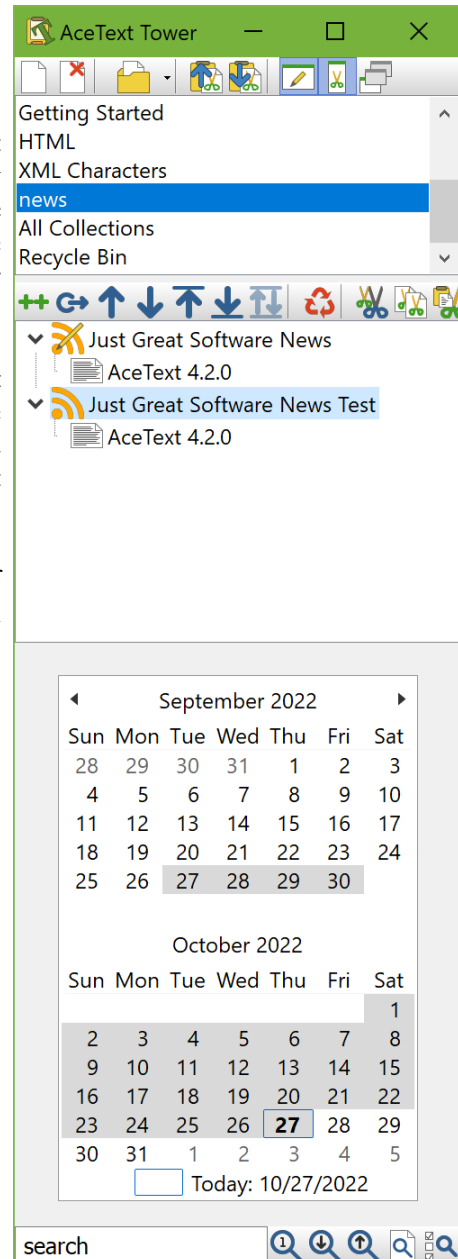 AceText Tower
Getting Started
HTML
XML Characters
news
All Collections
Recycle Bin
Just Great Software News
AceText 4.2.0
Just Great Software News Test
AceText 4.2.0
September 2022
Sun Mon Tue Wed Thu Fri Sat
28 29 30 31 1 2 3
4 5 6 7 8 9 10
11 12 13 14 15 16 17
18 19 20 21 22 23 24
25 26 27 28 29 30
October 2022
Sun Mon Tue Wed Thu Fri Sat
1
2 3 4 5 6 7 8
9 10 11 12 13 14 15
16 17 18 19 20 21 22
23 24 25 26 27 28 29
30 31 1 2 3 4 5
Today: 10/27/2022
search